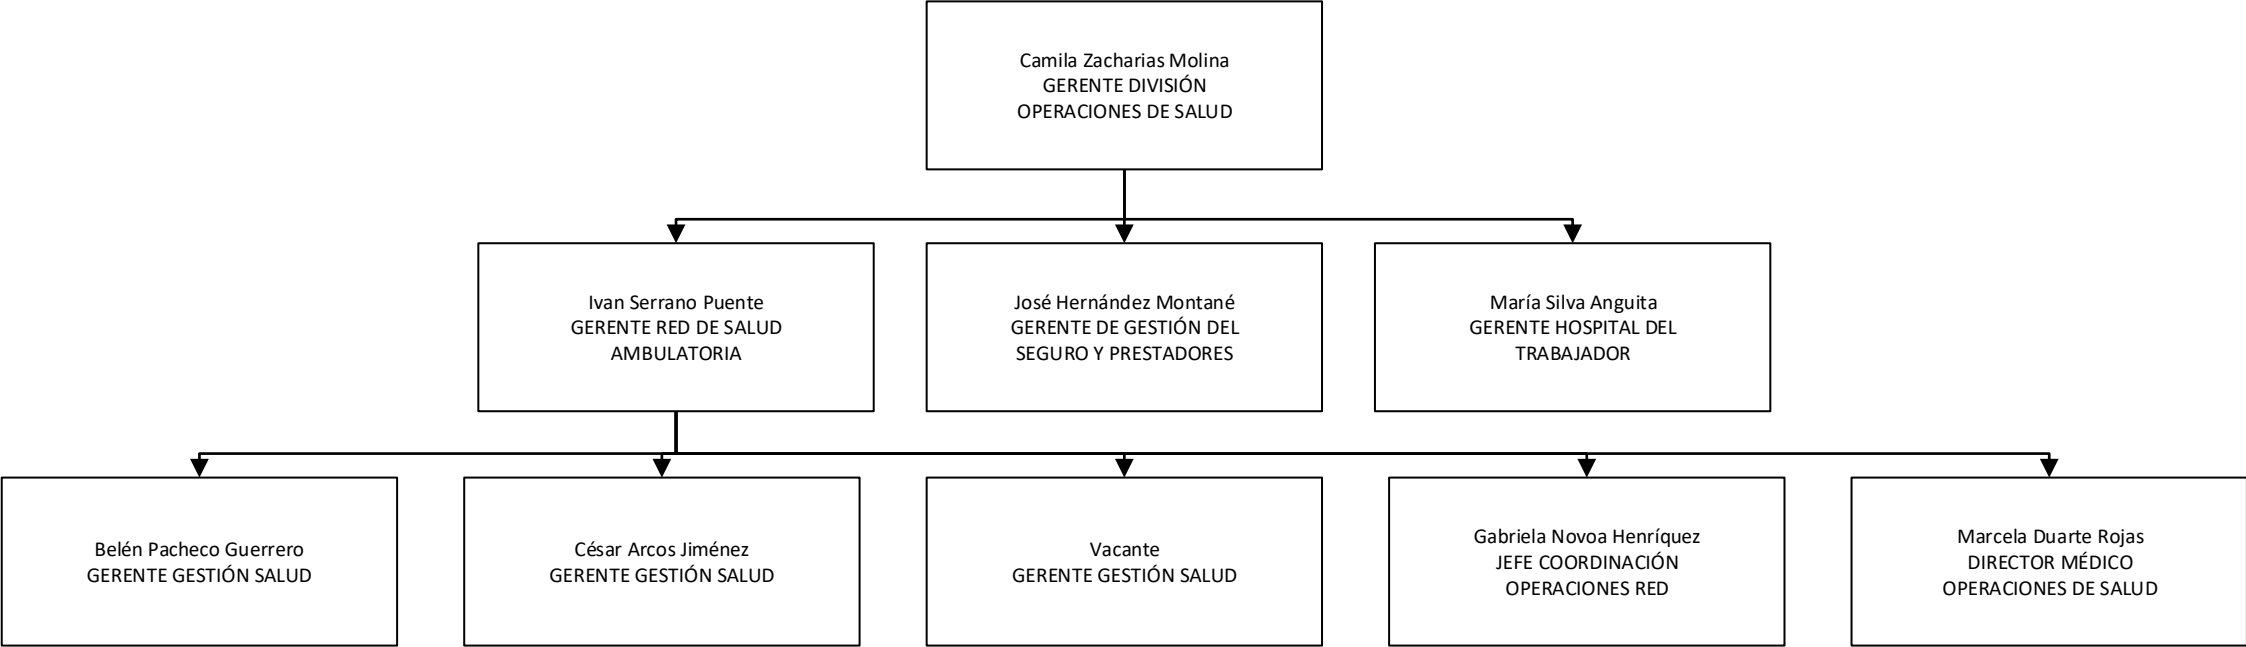 Camila Zacharias Molina
GERENTE DIVISIÓN
OPERACIONES DE SALUD
Ivan Serrano Puente
GERENTE RED DE SALUD
AMBULATORIA
José Hernández Montané
GERENTE DE GESTIÓN DEL
SEGURO Y PRESTADORES
María Silva Anguita
GERENTE HOSPITAL DEL
TRABAJADOR
Belén Pacheco Guerrero
GERENTE GESTIÓN SALUD
César Arcos Jiménez
GERENTE GESTIÓN SALUD
Vacante
GERENTE GESTIÓN SALUD
Gabriela Novoa Henríquez
JEFE COORDINACIÓN
OPERACIONES RED
Marcela Duarte Rojas
DIRECTOR MÉDICO
OPERACIONES DE SALUD